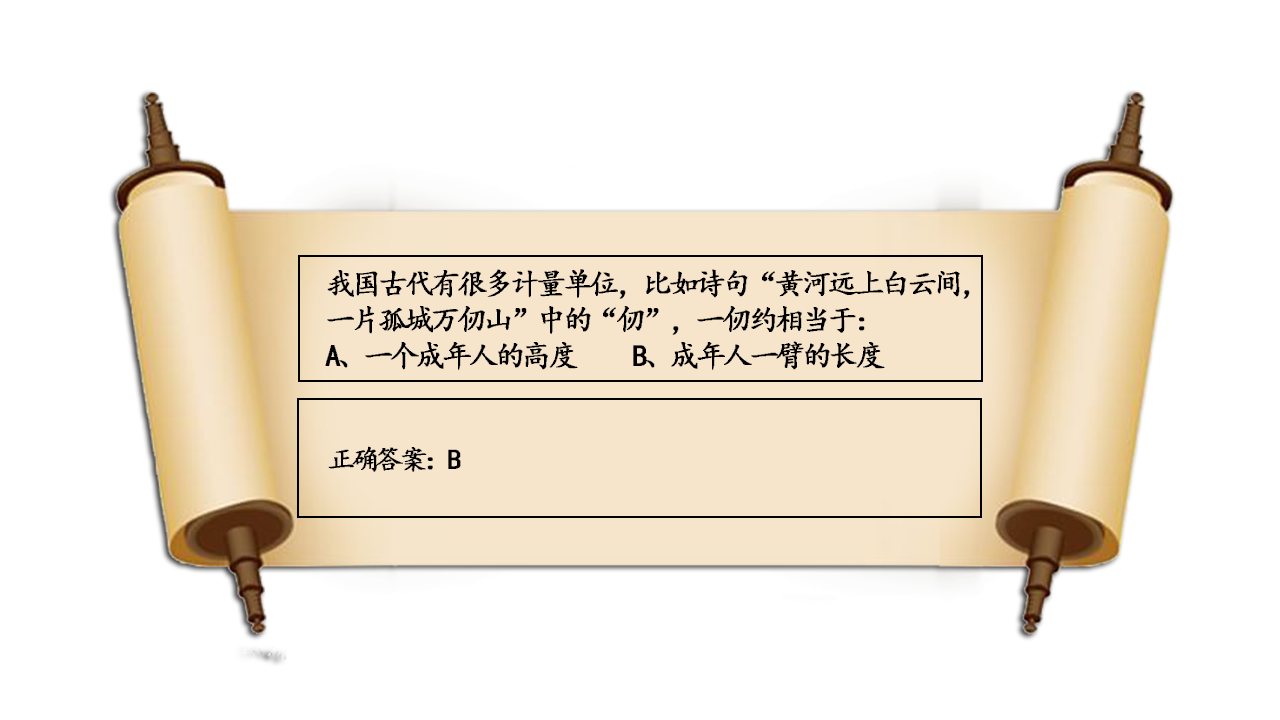 我国古代有很多计量单位，比如诗句“黄河远上白云间，
一片孤城万仞山”中的“仞”，一仞约相当于：
A、一个成年人的高度 B、成年人一臂的长度
正确答案：B